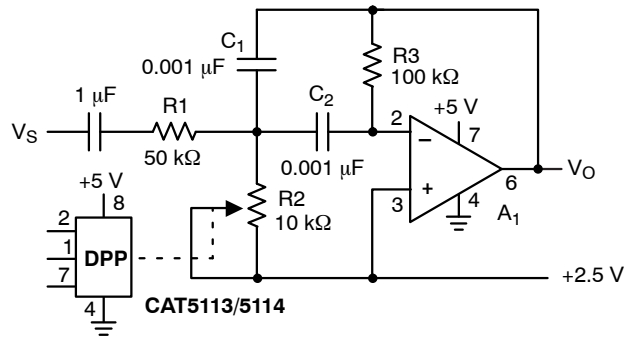 C1
0.001 µF
R3
100 kΩ
1 µF
R1
C2
+5 V
VS
2
7
−
50 kΩ
0.001 µF
6
VO
+5 V
8
R2
10 kΩ
+
3
4
A1
2
1
DPP
7
+2.5 V
4
CAT5113/5114